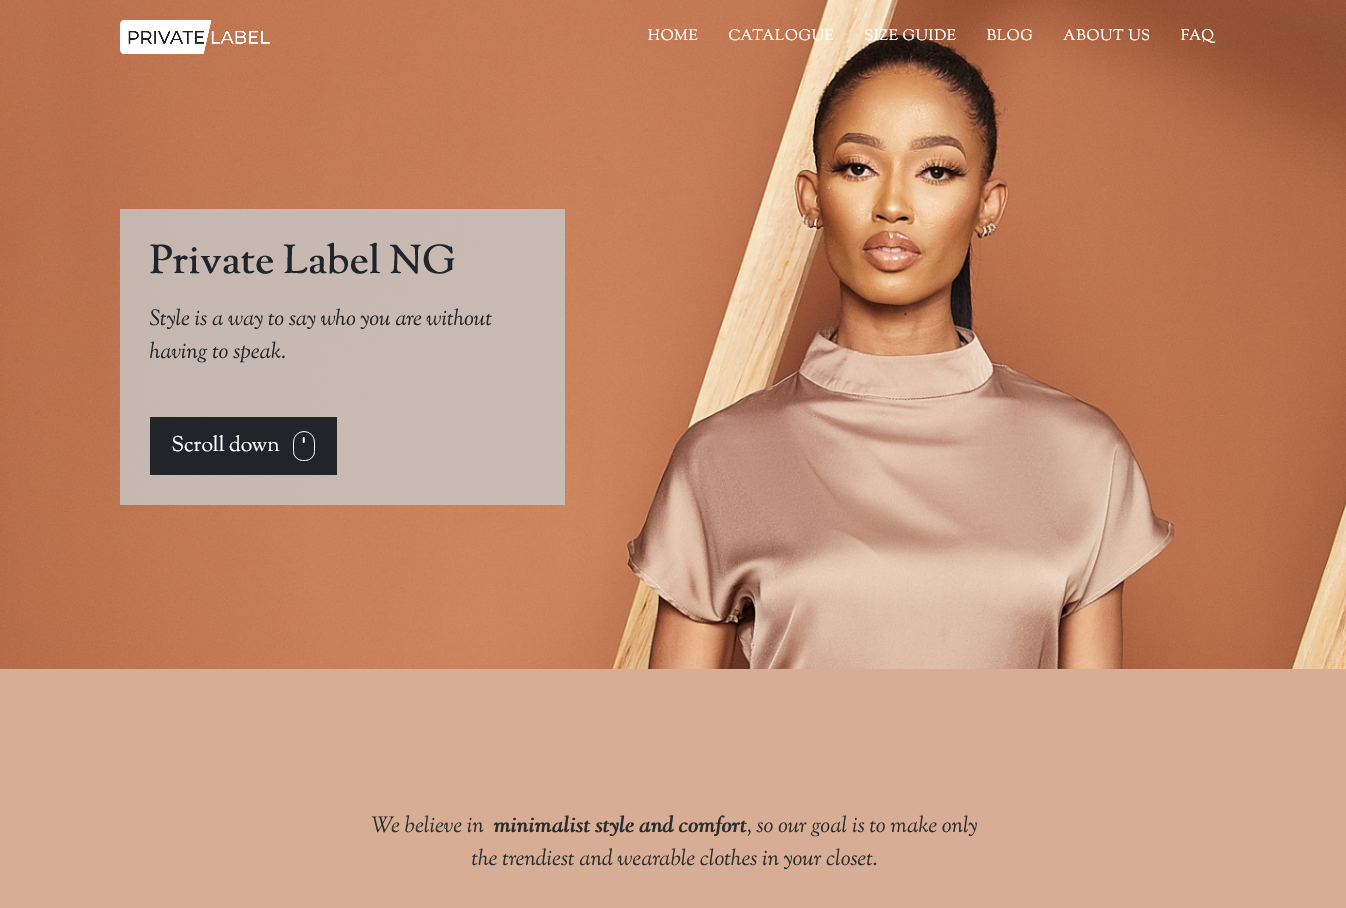 PRIVATE LABEL
HOME CATALOGUE SIZE GUIDE BLOG ABOUT US FAQ
Private Label NG
Style is a way to say who you are without
having to speak.
Scroll down
We believe in minimalist style and comfort, so our goal is to make only
the trendiest and wearable clothes in your closet.